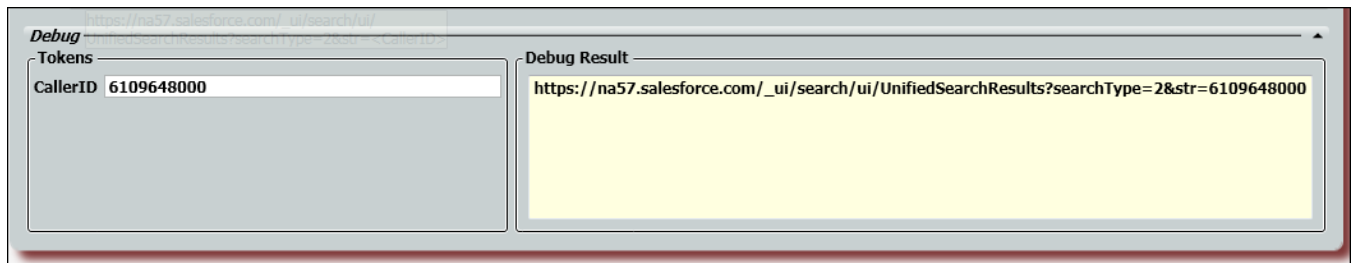 https://na57.salesforce.com/_ui/search/ui/
UnifiedSearchResults?searchType=2&str=<CallerID>
Debug
Tokens
CallerID 6109648000
Debug Result
https://na57.salesforce.com/_ui/search/ui/UnifiedSearchResults?searchType=2&str=6109648000